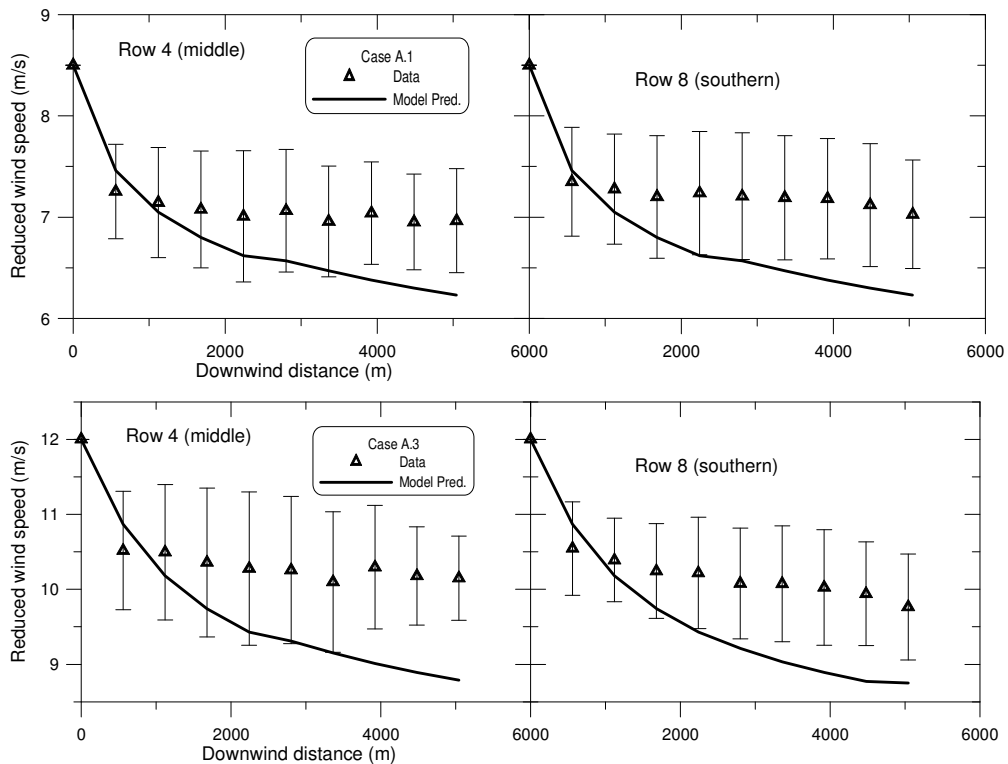 Row 4 (middle)
Case A.1
Data
Model Pred.
Row 8 (southern)
9
8
7
6
Reduced wind speed (m/s)
0
2000
4000
6000
2000
4000
6000
Downwind distance (m)
Row 4 (middle)
Case A.3
Data
Model Pred.
Row 8 (southern)
12
11
10
9
Reduced wind speed (m/s)
0
2000
4000
6000
2000
4000
6000
Downwind distance (m)